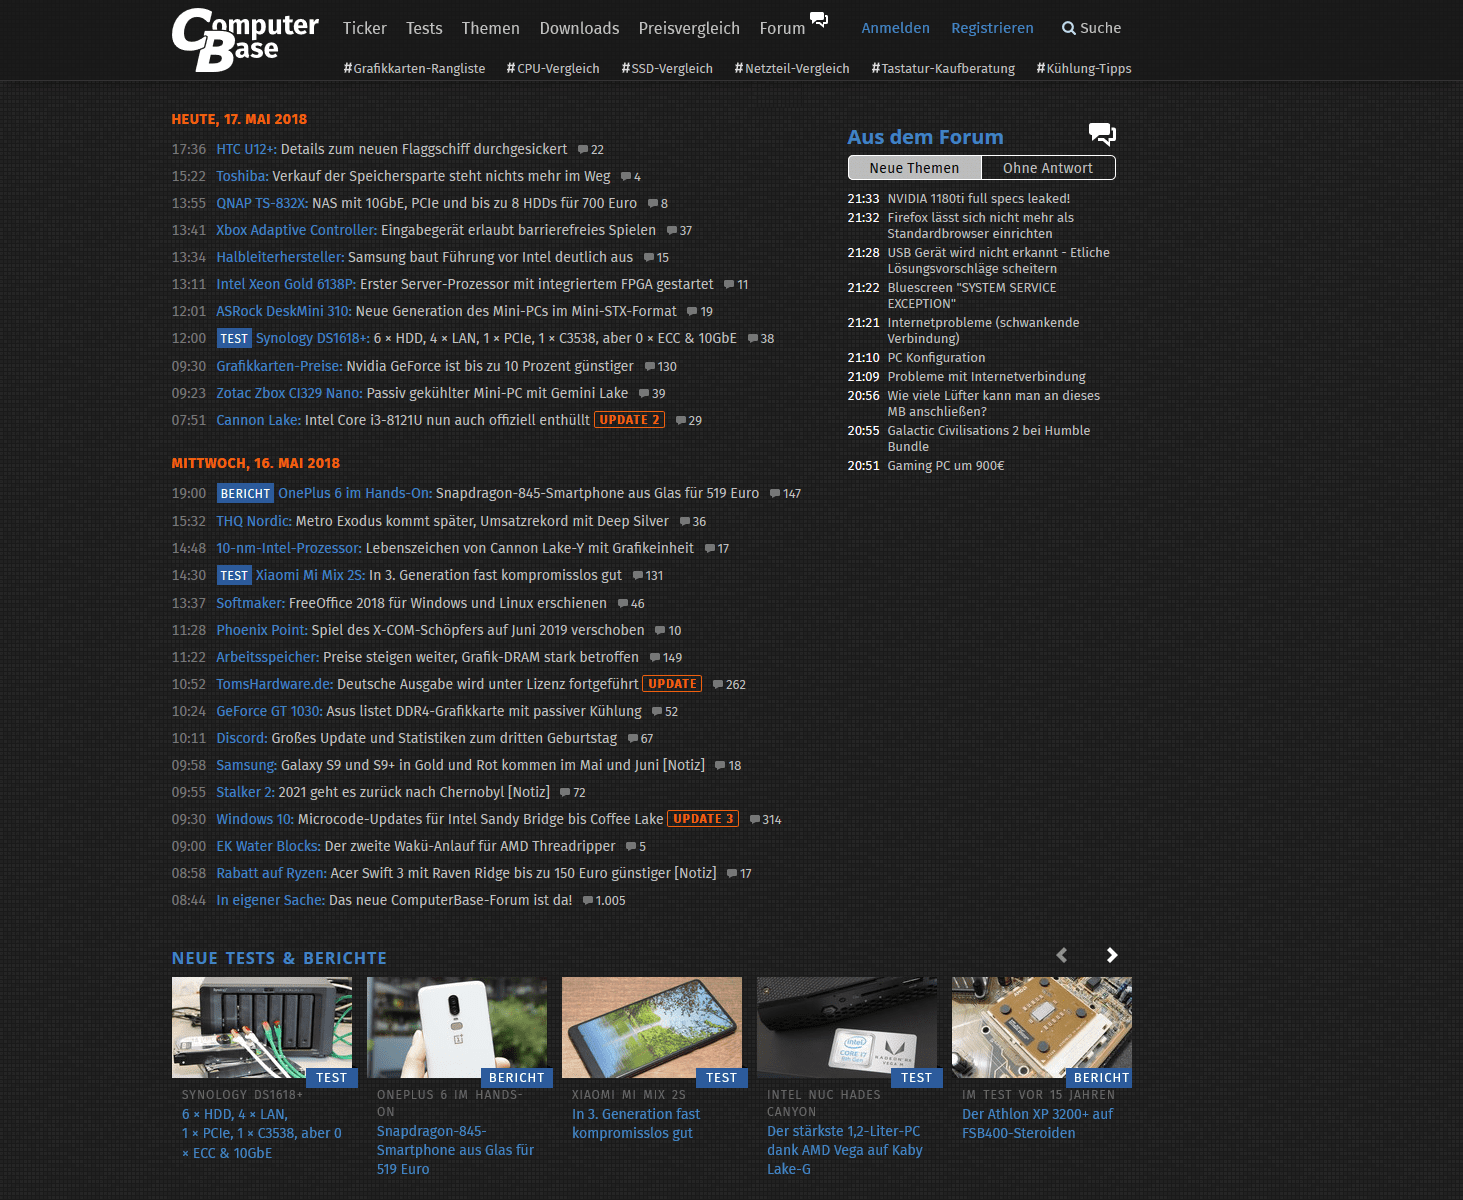 Computer Base
Ticker Tests Themen Downloads Preisvergleich Forum Anmelden Registrieren Suche
#Grafikkarten-Rangliste #CPU-Vergleich #SSD-Vergleich #Netzteil-Vergleich #Tastatur-Kaufberatung #Kühlung-Tipps
HEUTE, 17. MAI 2018
17:36 HTC U12+: Details zum neuen Flaggschiff durchgesickert 22
15:22 Toshiba: Verkauf der Speichersparte steht nichts mehr im Weg 4
13:55 QNAP TS-832X: NAS mit 10GbE, PCIe und bis zu 8 HDDs für 700 Euro 8
13:41 Xbox Adaptive Controller: Eingabegerät erlaubt barrierefreies Spielen 37
13:34 Halbleiterhersteller: Samsung baut Führung vor Intel deutlich aus 15
13:11 Intel Xeon Gold 6138P: Erster Server-Prozessor mit integriertem FPGA gestartet 11
12:01 ASRock DeskMini 310: Neue Generation des Mini-PCs im Mini-STX-Format 19
12:00 TEST Synology DS1618+: 6 × HDD, 4 × LAN, 1 × PCIe, 1 × C3538, aber 0 × ECC & 10GbE 38
09:30 Grafikkarten-Preise: Nvidia GeForce ist bis zu 10 Prozent günstiger 130
09:23 Zotac Zbox CI329 Nano: Passiv gekühlter Mini-PC mit Gemini Lake 39
07:51 Cannon Lake: Intel Core i3-8121U nun auch offiziell enthüllt UPDATE 2 29
MITTWOCH, 16. MAI 2018
19:00 BERICHT OnePlus 6 im Hands-On: Snapdragon-845-Smartphone aus Glas für 519 Euro 147
15:32 THQ Nordic: Metro Exodus kommt später, Umsatzrekord mit Deep Silver 36
14:48 10-nm-Intel-Prozessor: Lebenszeichen von Cannon Lake-Y mit Grafikeinheit 17
14:30 TEST Xiaomi Mi Mix 2S: In 3. Generation fast kompromisslos gut 131
13:37 Softmaker: FreeOffice 2018 für Windows und Linux erschienen 46
11:28 Phoenix Point: Spiel des X-COM-Schöpfers auf Juni 2019 verschoben 10
11:22 Arbeitsspeicher: Preise steigen weiter, Grafik-DRAM stark betroffen 149
10:52 TomsHardware.de: Deutsche Ausgabe wird unter Lizenz fortgeführt UPDATE 262
10:24 GeForce GT 1030: Asus listet DDR4-Grafikkarte mit passiver Kühlung 52
10:11 Discord: Großes Update und Statistiken zum dritten Geburtstag 67
09:58 Samsung: Galaxy S9 und S9+ in Gold und Rot kommen im Mai und Juni [Notiz] 18
09:55 Stalker 2: 2021 geht es zurück nach Chernobyl [Notiz] 72
09:30 Windows 10: Microcode-Updates für Intel Sandy Bridge bis Coffee Lake UPDATE 3 314
09:00 EK Water Blocks: Der zweite Wakü-Anlauf für AMD Threadripper 5
08:58 Rabatt auf Ryzen: Acer Swift 3 mit Raven Ridge bis zu 150 Euro günstiger [Notiz] 17
08:44 In eigener Sache: Das neue ComputerBase-Forum ist da! 1.005
Aus dem Forum
Neue Themen Ohne Antwort
21:33 NVIDIA 1180ti full specs leaked!
21:32 Firefox lässt sich nicht mehr als
Standardbrowser einrichten
21:28 USB Gerät wird nicht erkannt - Etliche
Lösungsvorschläge scheitern
21:22 Bluescreen "SYSTEM SERVICE
EXCEPTION"
21:21 Internetprobleme (schwankende
Verbindung)
21:10 PC Konfiguration
21:09 Probleme mit Internetverbindung
20:56 Wie viele Lüfter kann man an dieses
MB anschließen?
20:55 Galactic Civilisations 2 bei Humble
Bundle
20:51 Gaming PC um 900€
NEUE TESTS & BERICHTE
TEST
SYNOLOGY DS1618+
6 × HDD, 4 × LAN,
1 × PCIe, 1 × C3538, aber 0
× ECC & 10GbE
BERICHT
ONEPLUS 6 IM HANDS-
ON
Snapdragon-845-
Smartphone aus Glas für
519 Euro
TEST
XIAOMI MI MIX 2S
In 3. Generation fast
kompromisslos gut
intel
CORE i7
RADEON
TEST
INTEL NUC HADES
CANYON
Der stärkste 1,2-Liter-PC
dank AMD Vega auf Kaby
Lake-G
BERICHT
IM TEST VOR 15 JAHREN
Der Athlon XP 3200+ auf
FSB400-Steroiden